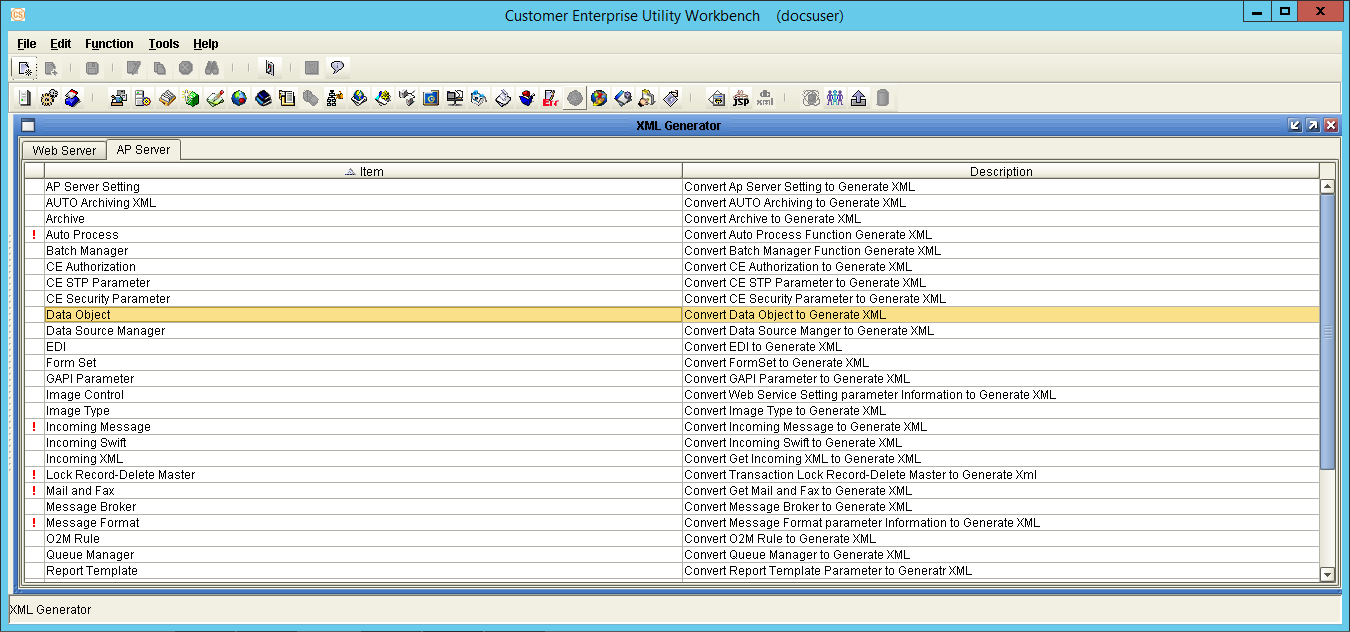 Customer Enterprise Utility Workbench (docsuser)
File Edit Function Tools Help
XML Generator
Web Server AP Server
Item Description
AP Server Setting Convert Ap Server Setting to Generate XML
AUTO Archiving XML Convert AUTO Archiving to Generate XML
Archive Convert Archive to Generate XML
! Auto Process Convert Auto Process Function Generate XML
Batch Manager Convert Batch Manager Function Generate XML
CE Authorization Convert CE Authorization to Generate XML
CE STP Parameter Convert CE STP Parameter to Generate XML
CE Security Parameter Convert CE Security Parameter to Generate XML
Data Object Convert Data Object to Generate XML
Data Source Manager Convert Data Source Manger to Generate XML
EDI Convert EDI to Generate XML
Form Set Convert FormSet to Generate XML
GAPI Parameter Convert GAPI Parameter to Generate XML
Image Control Convert Web Service Setting parameter Information to Generate XML
Image Type Convert Image Type to Generate XML
! Incoming Message Convert Incoming Message to Generate XML
Incoming Swift Convert Incoming Swift to Generate XML
Incoming XML Convert Get Incoming XML to Generate XML
! Lock Record-Delete Master Convert Transaction Lock Record-Delete Master to Generate Xml
! Mail and Fax Convert Get Mail and Fax to Generate XML
Message Broker Convert Message Broker to Generate XML
! Message Format Convert Message Format parameter Information to Generate XML
O2M Rule Convert O2M Rule to Generate XML
Queue Manager Convert Queue Manager to Generate XML
Report Template Convert Report Template Parameter to Generatr XML
XML Generator